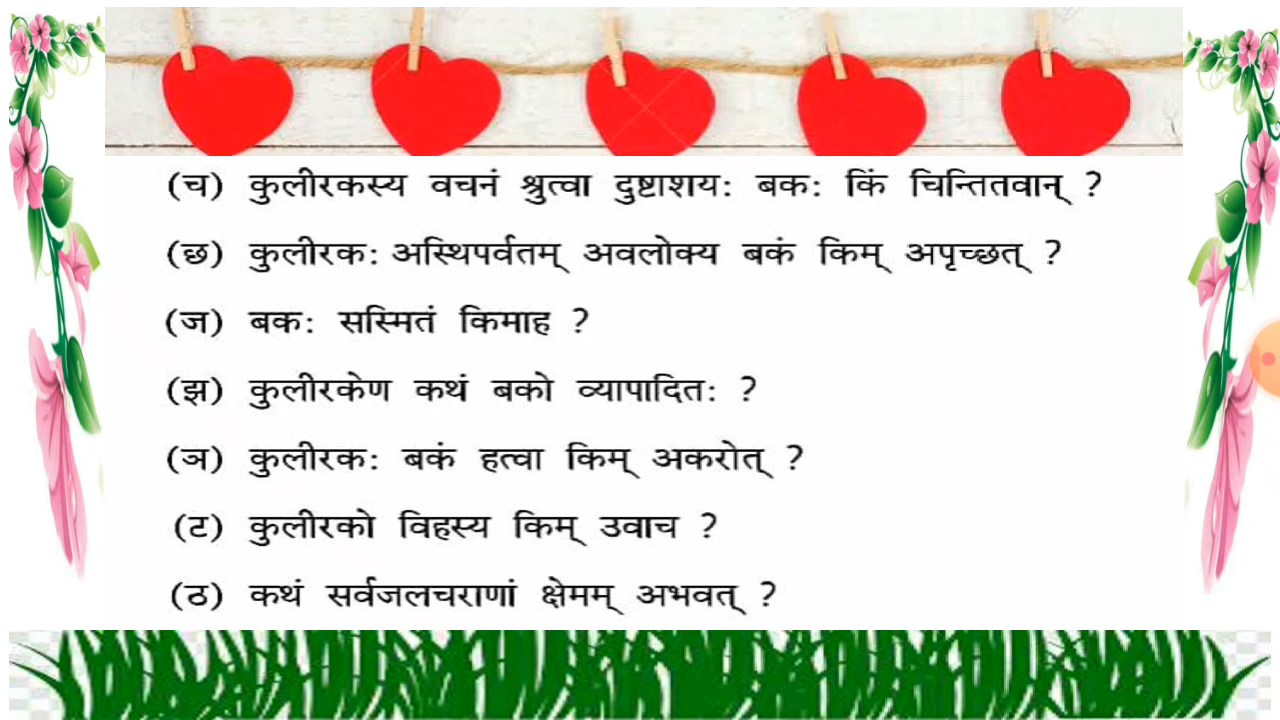 (च) कुलीरकस्य वचनं श्रुत्वा दुष्टाशयः बकः किं चिन्तितवान् ?
(छ) कुलीरकः अस्थिपर्वतम् अवलोक्य बकं किम् अपृच्छत् ?
(ज) बकः सस्मितं किमाह ?
(झ) कुलीरकेण कथं बको व्यापादितः ?
(ञ) कुलीरकः बकं हत्वा किम् अकरोत् ?
(ट) कुलीरको विहस्य किम् उवाच ?
(ठ) कथं सर्वजलचराणां क्षेमम् अभवत् ?